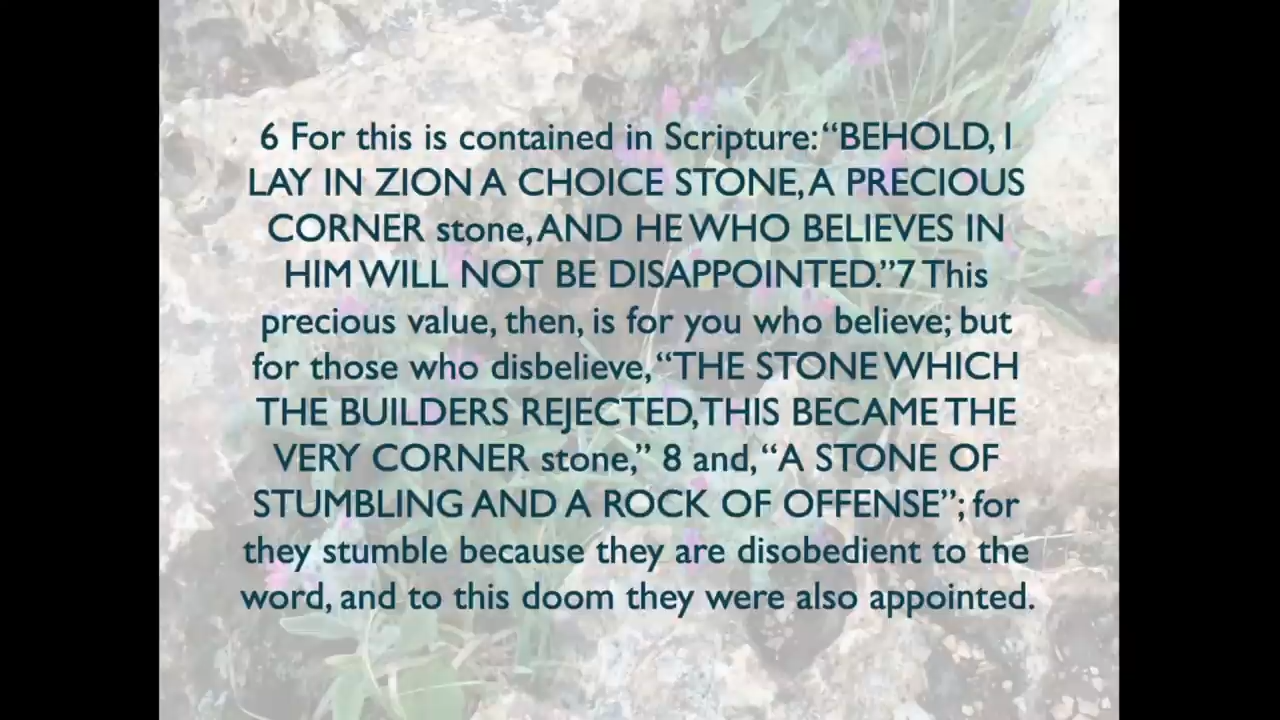 6 For this is contained in Scripture: “BEHOLD, I
LAY IN ZION A CHOICE STONE, A PRECIOUS
CORNER stone, AND HE WHO BELIEVES IN
HIM WILL NOT BE DISAPPOINTED.” 7 This
precious value, then, is for you who believe; but
for those who disbelieve, “THE STONE WHICH
THE BUILDERS REJECTED, THIS BECAME THE
VERY CORNER stone,” 8 and, “A STONE OF
STUMBLING AND A ROCK OF OFFENSE”; for
they stumble because they are disobedient to the
word, and to this doom they were also appointed.